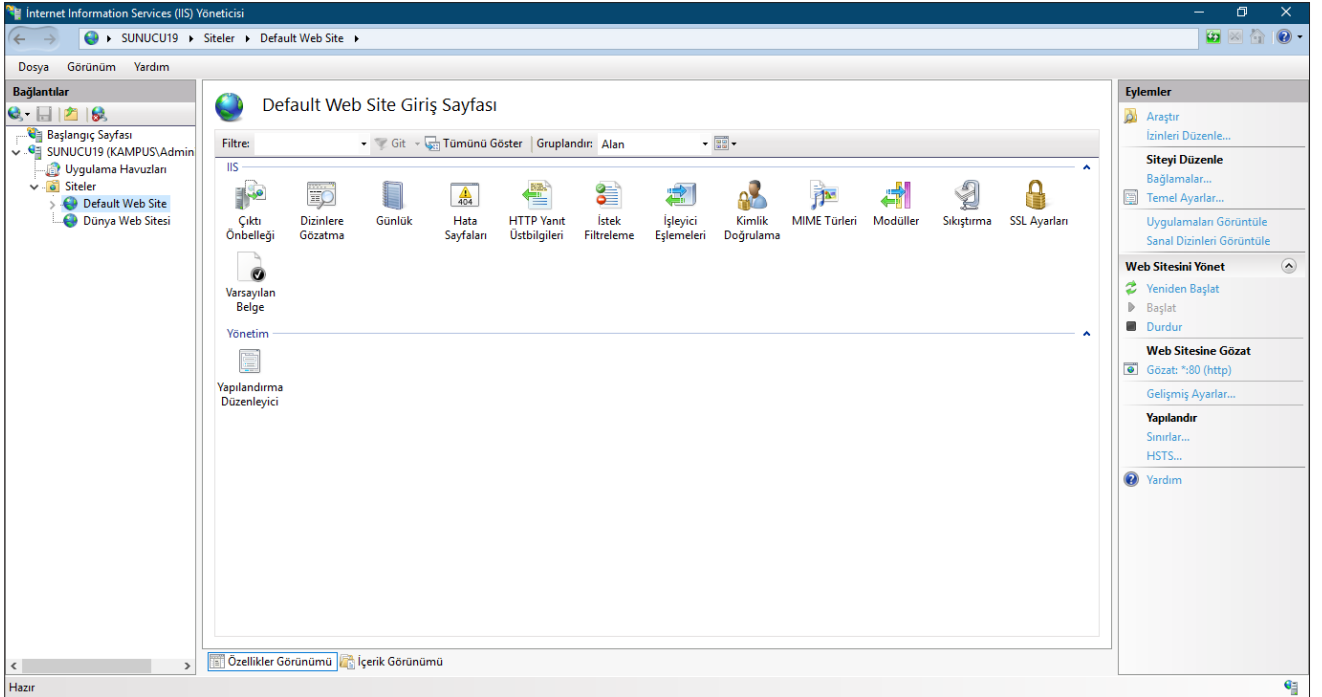 İnternet Information Services (IIS) Yöneticisi
SUNUCU19 Siteler Default Web Site
Dosya Görünüm Yardım
Bağlantılar
Başlangıç Sayfası
SUNUCU19 (KAMPUS\Admin
Uygulama Havuzları
Siteler
Default Web Site
Dünya Web Sitesi
Default Web Site Giriş Sayfası
Filtre: Git Tümünü Göster Gruplandır: Alan
IIS
Çıktı Önbelleği
Dizinlere Gözatma
Günlük
Hata Sayfaları
HTTP Yanıt Üstbilgileri
İstek Filtreleme
İşleyici Eşlemeleri
Kimlik Doğrulama
MIME Türleri
Modüller
Sıkıştırma
SSL Ayarları
Varsayılan Belge
Yönetim
Yapılandırma Düzenleyici
Özellikler Görünümü İçerik Görünümü
Eylemler
Araştır
İzinleri Düzenle...
Siteyi Düzenle
Bağlamalar...
Temel Ayarlar...
Uygulamaları Görüntüle
Sanal Dizinleri Görüntüle
Web Sitesini Yönet
Yeniden Başlat
Başlat
Durdur
Web Sitesine Gözat
Gözat: *:80 (http)
Gelişmiş Ayarlar...
Yapılandır
Sınırlar...
HSTS...
Yardım
Hazır